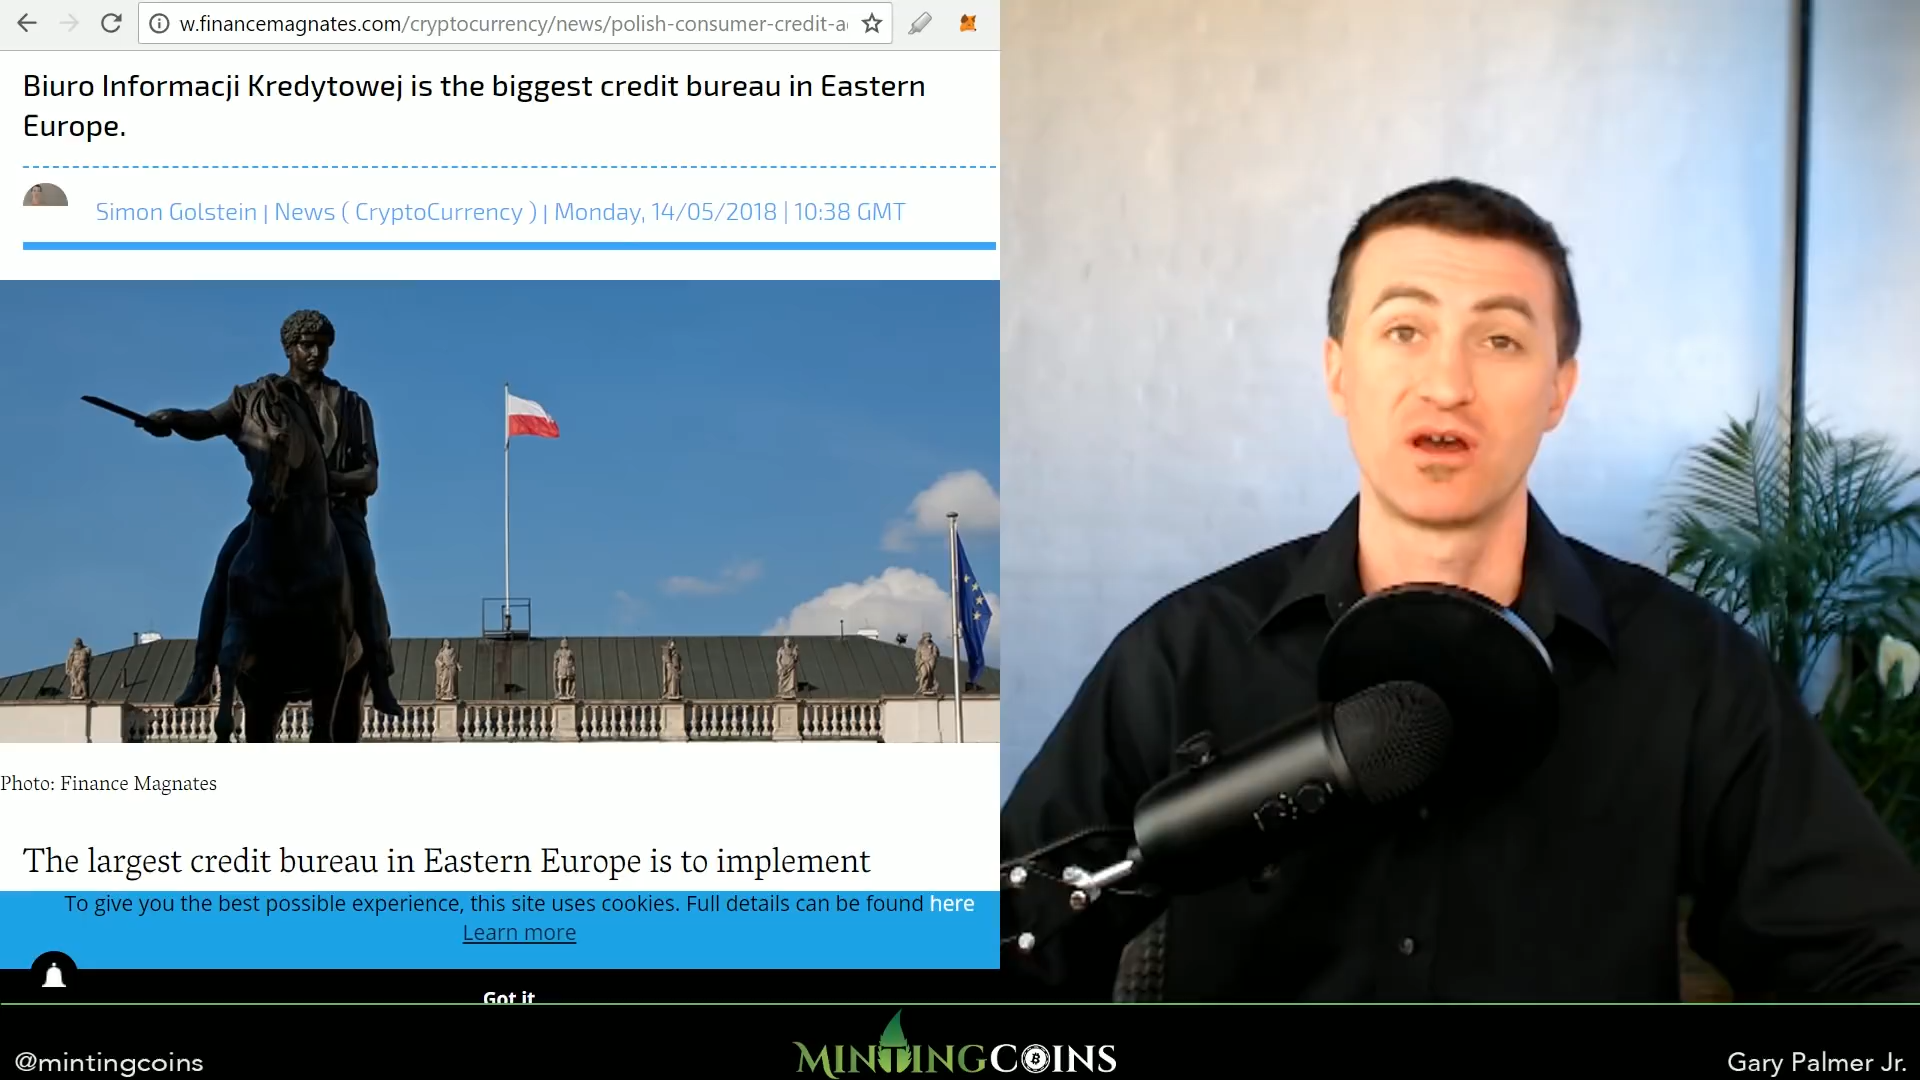 w.financemagnates.com/cryptocurrency/news/polish-consumer-credit-a
Biuro Informacji Kredytowej is the biggest credit bureau in Eastern
Europe.
Simon Golstein | News ( CryptoCurrency ) | Monday, 14/05/2018 | 10:38 GMT
Photo: Finance Magnates
The largest credit bureau in Eastern Europe is to implement
To give you the best possible experience, this site uses cookies. Full details can be found here
Learn more
Got it
@mintingcoins
MINTINGCOINS
Gary Palmer Jr.